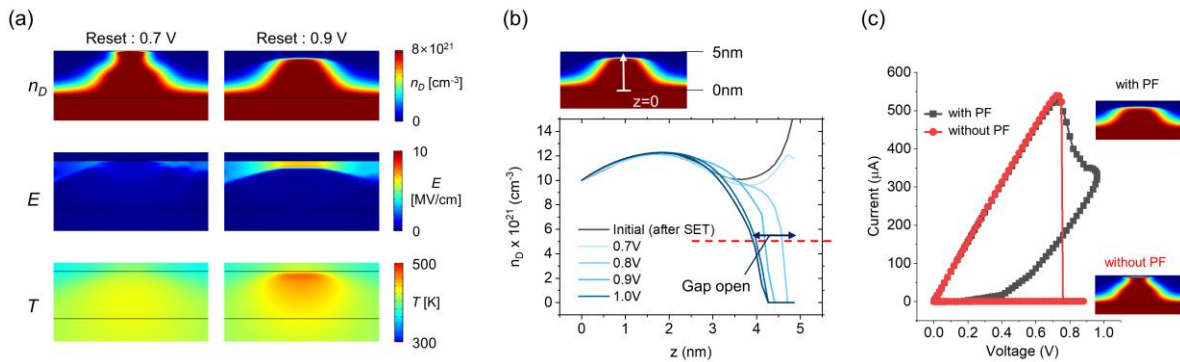 (a)
Reset : 0.7 V
Reset : 0.9 V
n_D
8×10²¹
n_D [cm⁻³]
0
E
10
E
[MV/cm]
0
T
500
T [K]
300
(b)
5nm
0nm
z=0
n_D x 10²¹ (cm⁻³)
14
12
10
8
6
4
2
0
Initial (after SET)
0.7V
0.8V
0.9V
1.0V
Gap open
0 1 2 3 4 5
z (nm)
(c)
Current (µA)
600
500
400
300
200
100
0
with PF
without PF
with PF
without PF
0.0 0.2 0.4 0.6 0.8 1.0
Voltage (V)